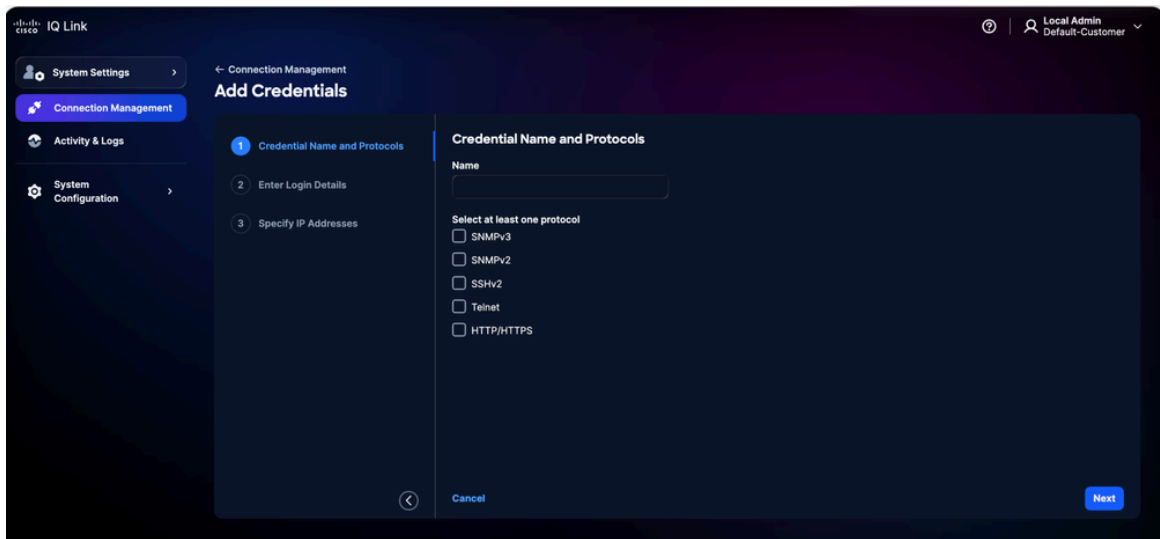 CISCO IQ Link
Local Admin
Default-Customer
System Settings
Connection Management
Activity & Logs
System
Configuration
← Connection Management
Add Credentials
1 Credential Name and Protocols
2 Enter Login Details
3 Specify IP Addresses
Credential Name and Protocols
Name
Select at least one protocol
SNMPv3
SNMPv2
SSHv2
Telnet
HTTP/HTTPS
Cancel
Next